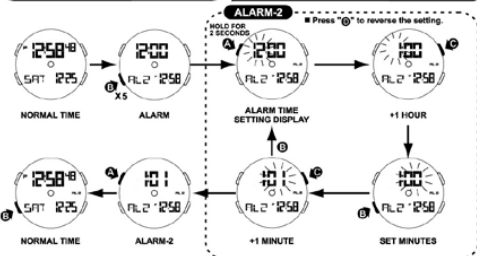 ALARM-2
■ Press "D" to reverse the setting.
HOLD FOR
2 SECONDS
P 12:58 48
SAT 12.25
NORMAL TIME
12:00
AL2 12:58
B
X5
ALARM
A
12:00
AL2 12:58
ALARM TIME
SETTING DISPLAY
C
1:00
AL2 12:58
+1 HOUR
B
P 12:58 48
SAT 12.25
B
NORMAL TIME
A
1:01
AL2 12:58
ALARM-2
C
1:01
AL2 12:58
+1 MINUTE
1:00
AL2 12:58
B
SET MINUTES